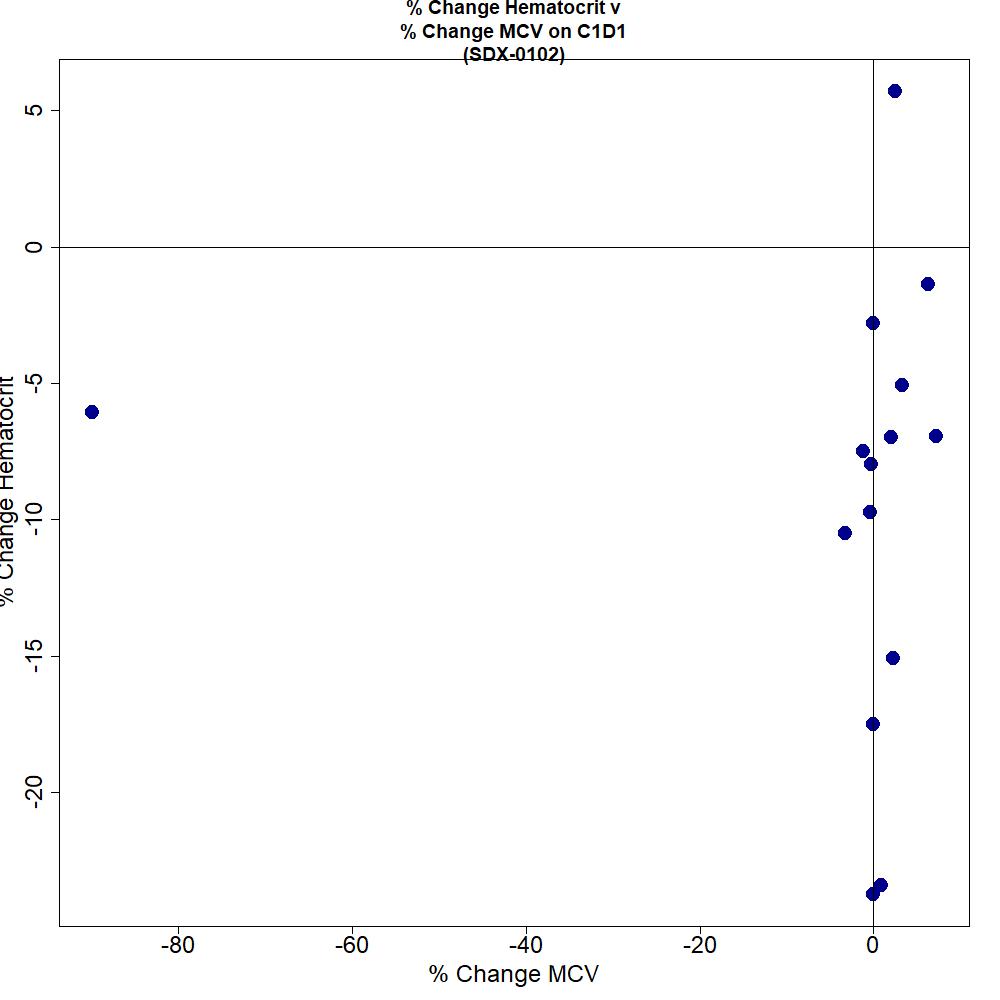 % Change Hematocrit v
% Change MCV on C1D1
(SDX-0102)
5
0
-5
-10
-15
-20
% Change Hematocrit
-80 -60 -40 -20 0
% Change MCV